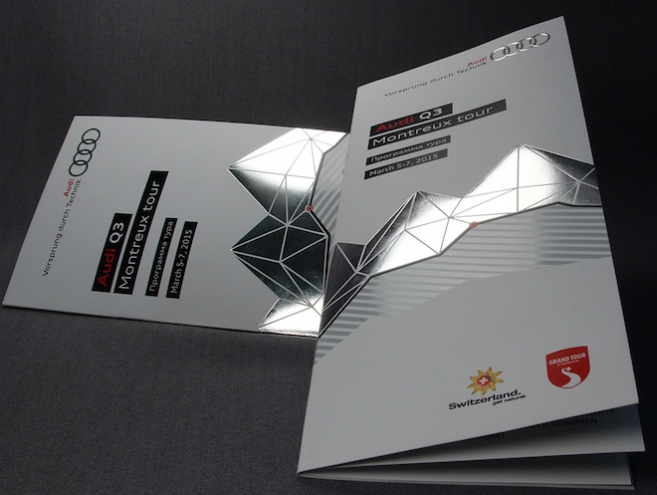 Audi
Vorsprung durch Technik
Audi Q3
Montreux tour
Программа тура
March 5-7, 2015
Audi
Vorsprung durch Technik
Audi Q3
Montreux tour
Программа тура
March 5-7, 2015
Switzerland.
get natural.
GRAND TOUR